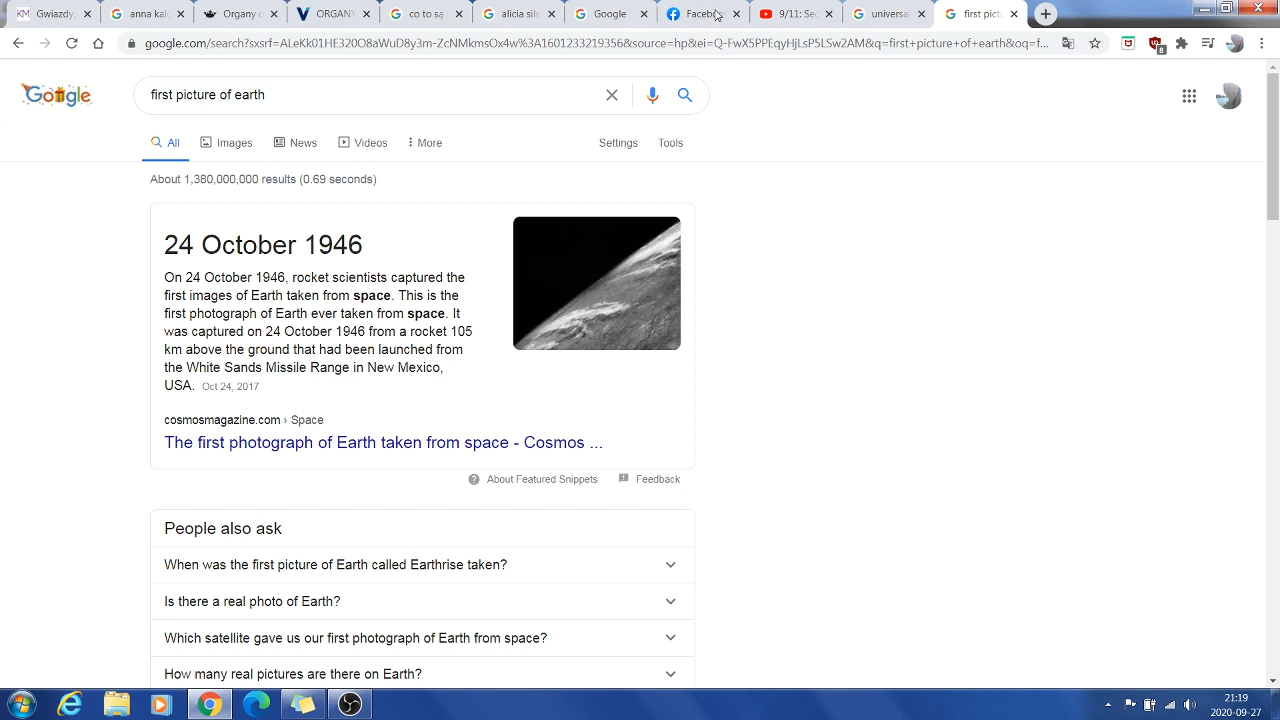 Gwiazdy,
anna kal
Organic
ORGANY
co to są
Google
Facebo
9/11: Se
universa
first pictu
google.com/search?sxsrf=ALeKk01HE320O8aWuD8y3r-ZctMkmsOx4w%3A1601233219356&source=hp&ei=Q-FwX5PPEqyHjLsP5LSw2AM&q=first+picture+of+earth&oq=f...
8
Google
first picture of earth
All
Images
News
Videos
More
Settings
Tools
About 1,380,000,000 results (0.69 seconds)
24 October 1946
On 24 October 1946, rocket scientists captured the
first images of Earth taken from space. This is the
first photograph of Earth ever taken from space. It
was captured on 24 October 1946 from a rocket 105
km above the ground that had been launched from
the White Sands Missile Range in New Mexico,
USA. Oct 24, 2017
cosmosmagazine.com › Space
The first photograph of Earth taken from space - Cosmos ...
About Featured Snippets
Feedback
People also ask
When was the first picture of Earth called Earthrise taken?
Is there a real photo of Earth?
Which satellite gave us our first photograph of Earth from space?
How many real pictures are there on Earth?
21:19
2020-09-27